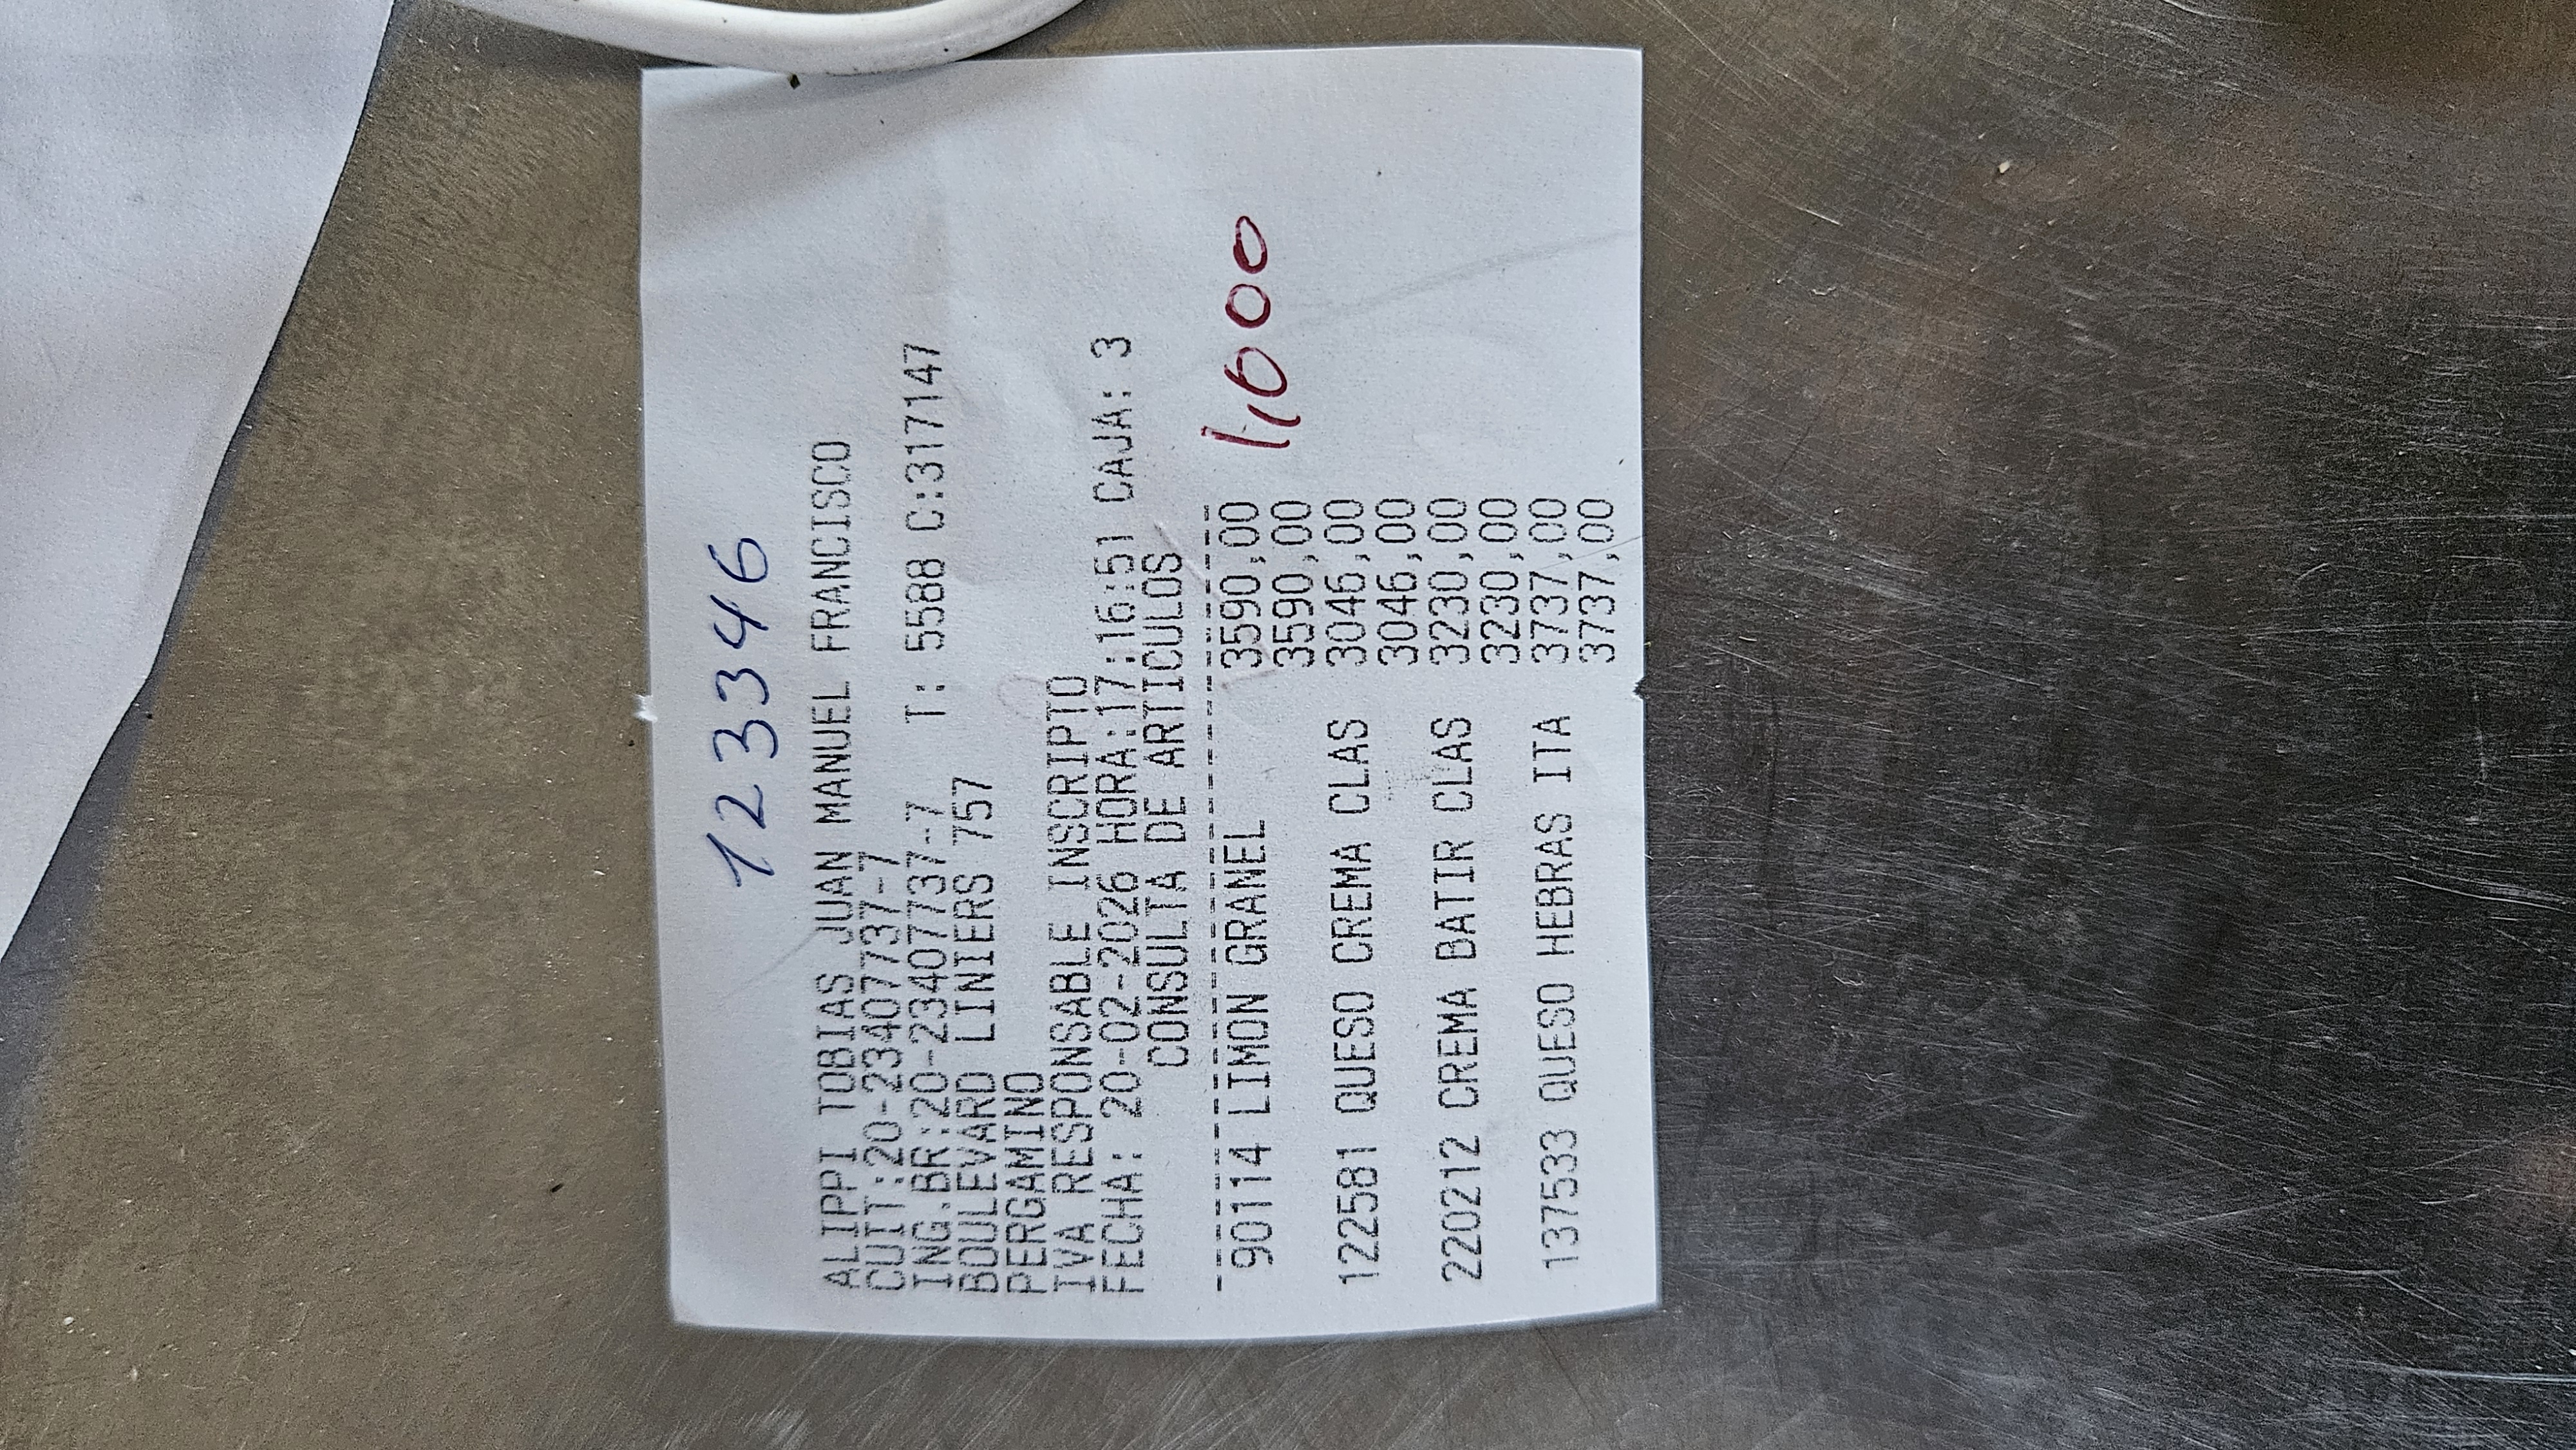 123346
ALIPPI TOBIAS JUAN MANUEL FRANCISCO
CUIT:20-23407737-7
ING.BR:20-23407737-7 T: 5588 C:317147
BOULEVARD LINIERS 757
PERGAMINO
IVA RESPONSABLE INSCRIPTO
FECHA: 20-02-2026 HORA:17:16:51 CAJA: 3
CONSULTA DE ARTICULOS
90114 LIMON GRANEL 3590,00 1,000
3590,00
122581 QUESO CREMA CLAS 3046,00
3046,00
220212 CREMA BATIR CLAS 3230,00
3230,00
137533 QUESO HEBRAS ITA 3737,00
3737,00